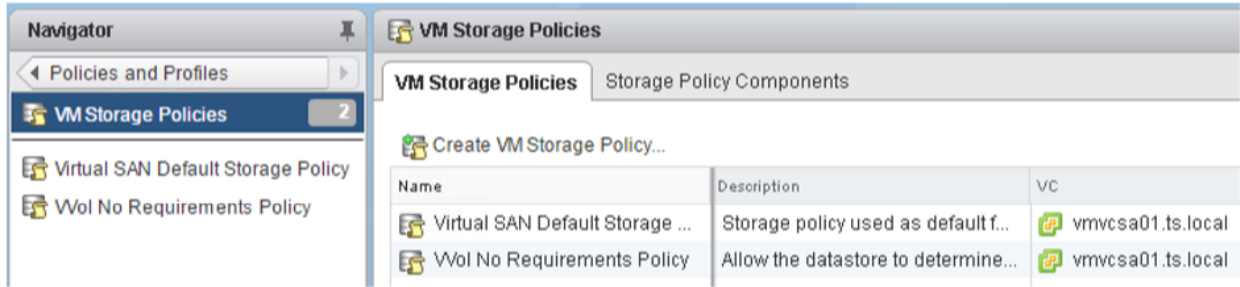 Navigator
Policies and Profiles
VM Storage Policies 2
Virtual SAN Default Storage Policy
VVol No Requirements Policy
VM Storage Policies
VM Storage Policies Storage Policy Components
Create VM Storage Policy...
Name Description VC
Virtual SAN Default Storage ... Storage policy used as default f... vmvcsa01.ts.local
VVol No Requirements Policy Allow the datastore to determine... vmvcsa01.ts.local